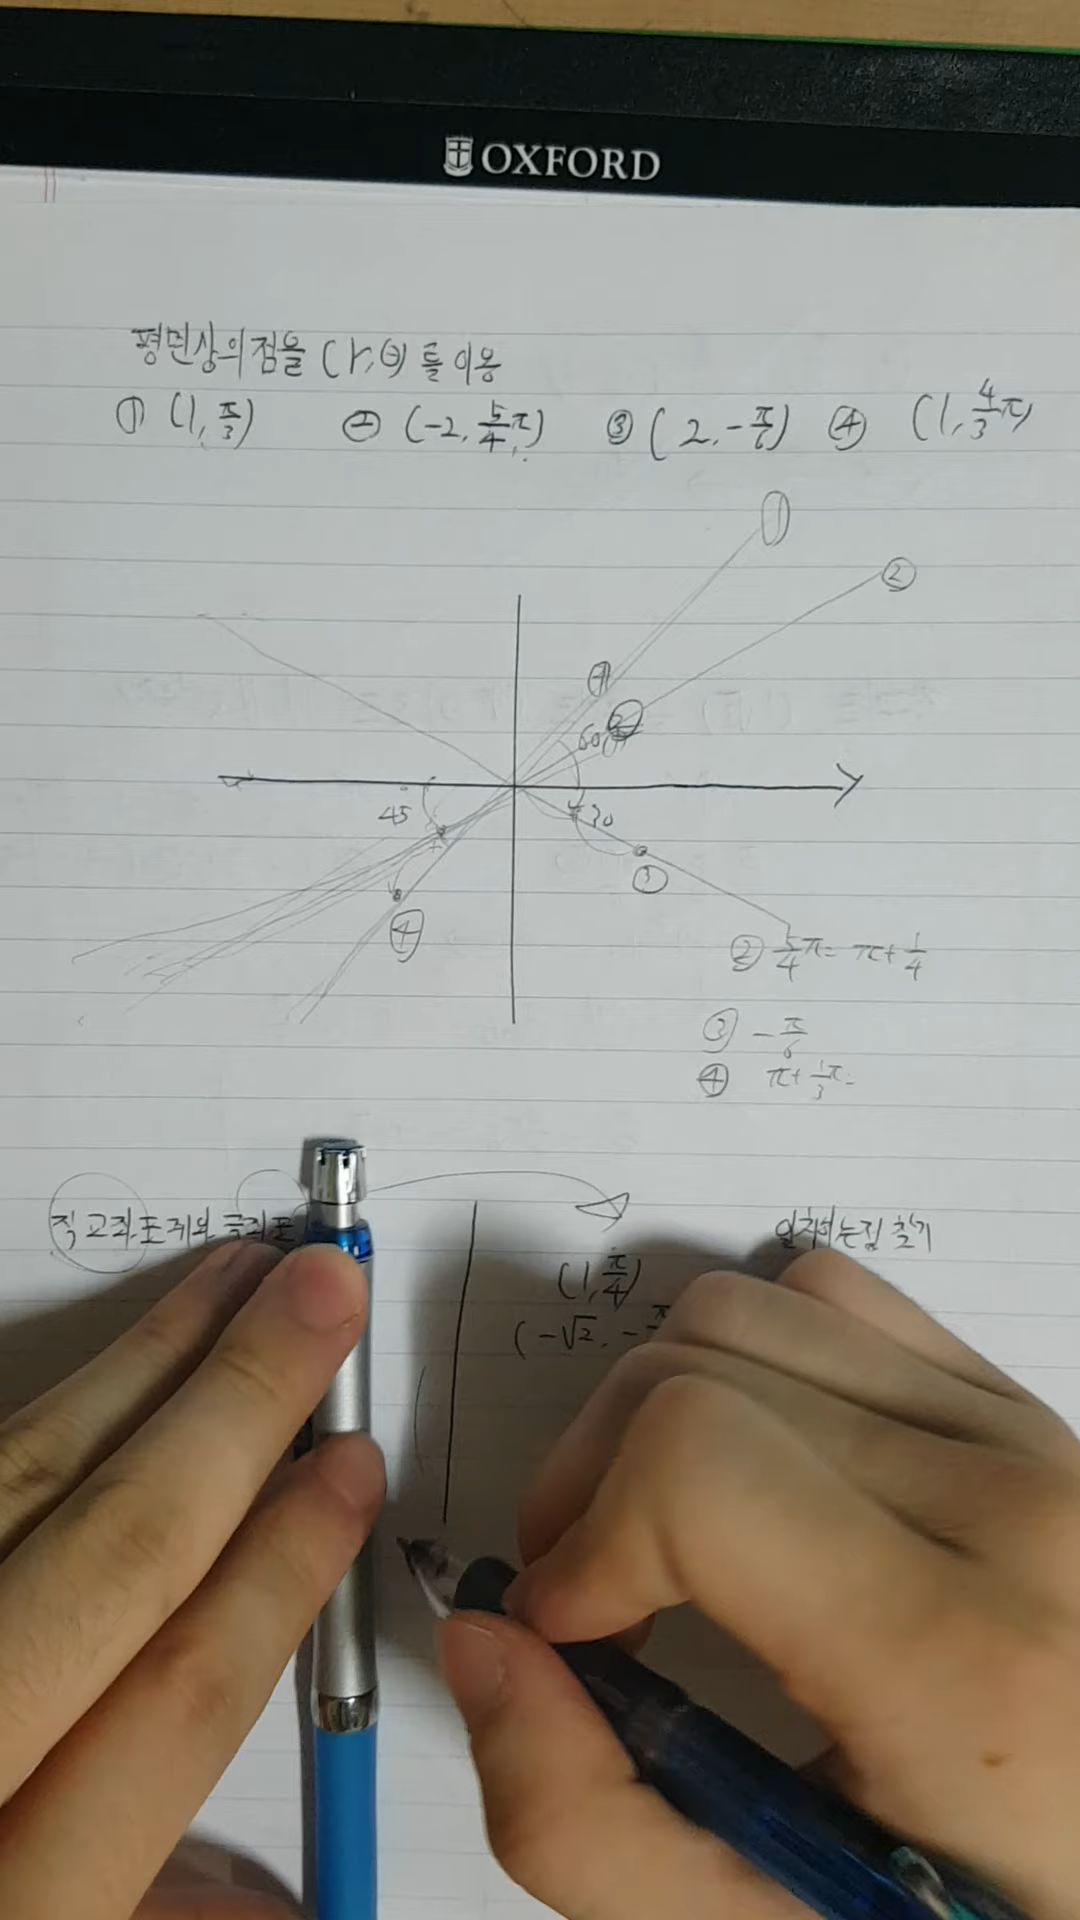 OXFORD
평면상의 점을 (r, θ)를 이용
① (1, π/3) ② (-2, 5/4π) ③ (2, -π/6) ④ (1, 4/3π)
①
②
④
②
60
45
30
③
④
② 5/4π = π+1/4
③ -π/6
④ π+1/3π=
직교좌표계와 극좌표
일치하는 점 찾기
(1, π/4)
(-√2, -π